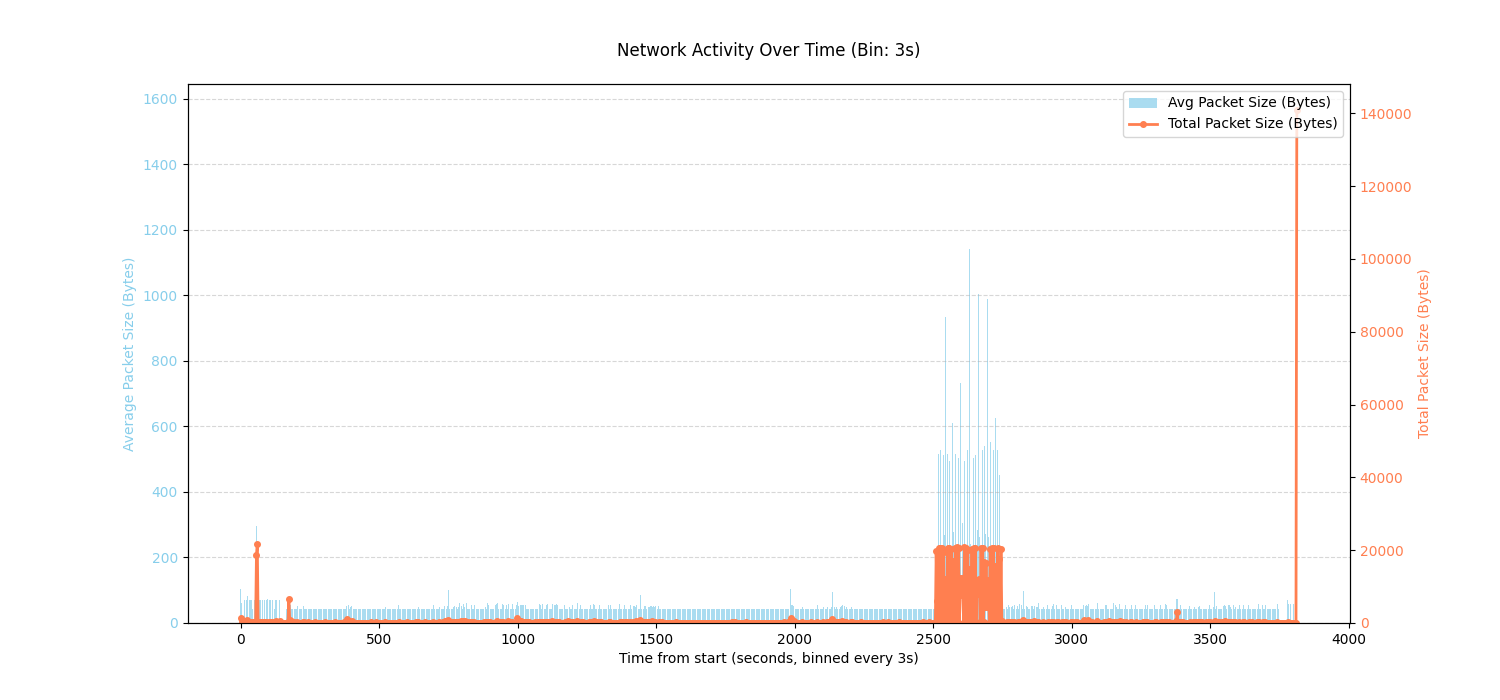 Network Activity Over Time (Bin: 3s)
Avg Packet Size (Bytes)
Total Packet Size (Bytes)
Average Packet Size (Bytes)
1600
1400
1200
1000
800
600
400
200
0
140000
120000
100000
80000
60000
40000
20000
0
Total Packet Size (Bytes)
0 500 1000 1500 2000 2500 3000 3500 4000
Time from start (seconds, binned every 3s)